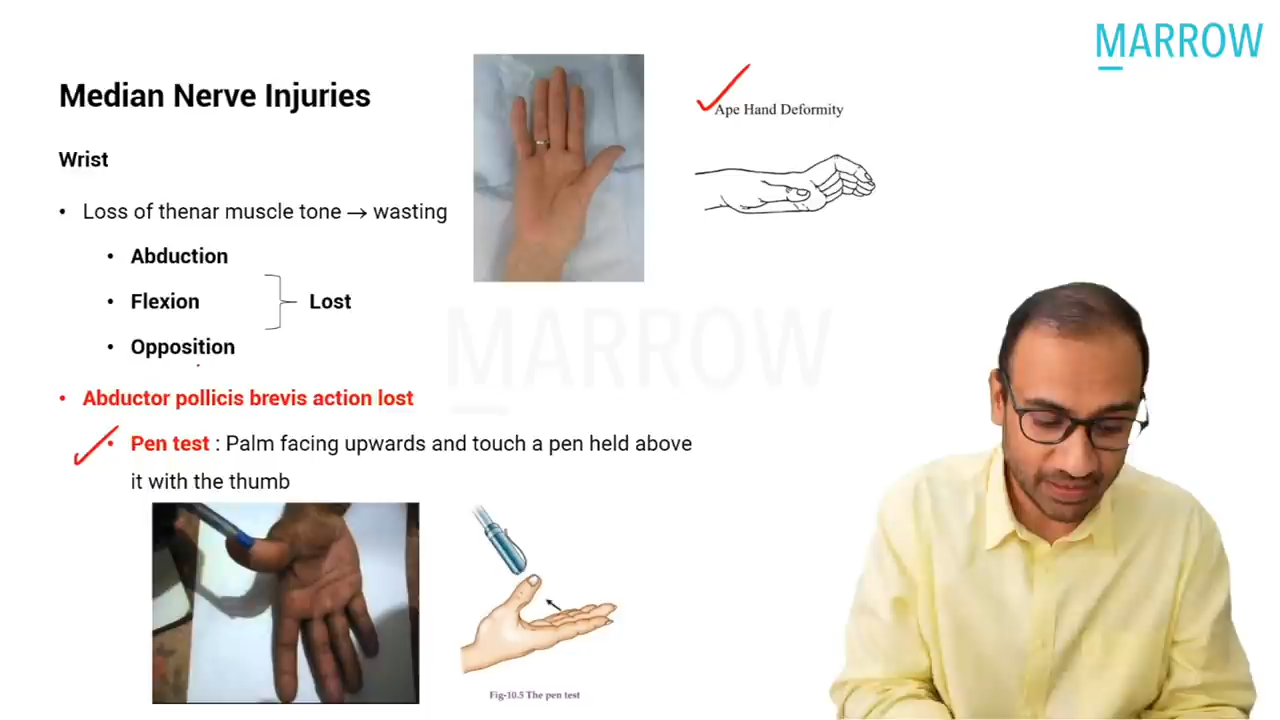 MARROW
Median Nerve Injuries
Ape Hand Deformity
Wrist
• Loss of thenar muscle tone → wasting
• Abduction
• Flexion
Lost
• Opposition
MARROW
• Abductor pollicis brevis action lost
• Pen test : Palm facing upwards and touch a pen held above
it with the thumb
Fig-10.5 The pen test